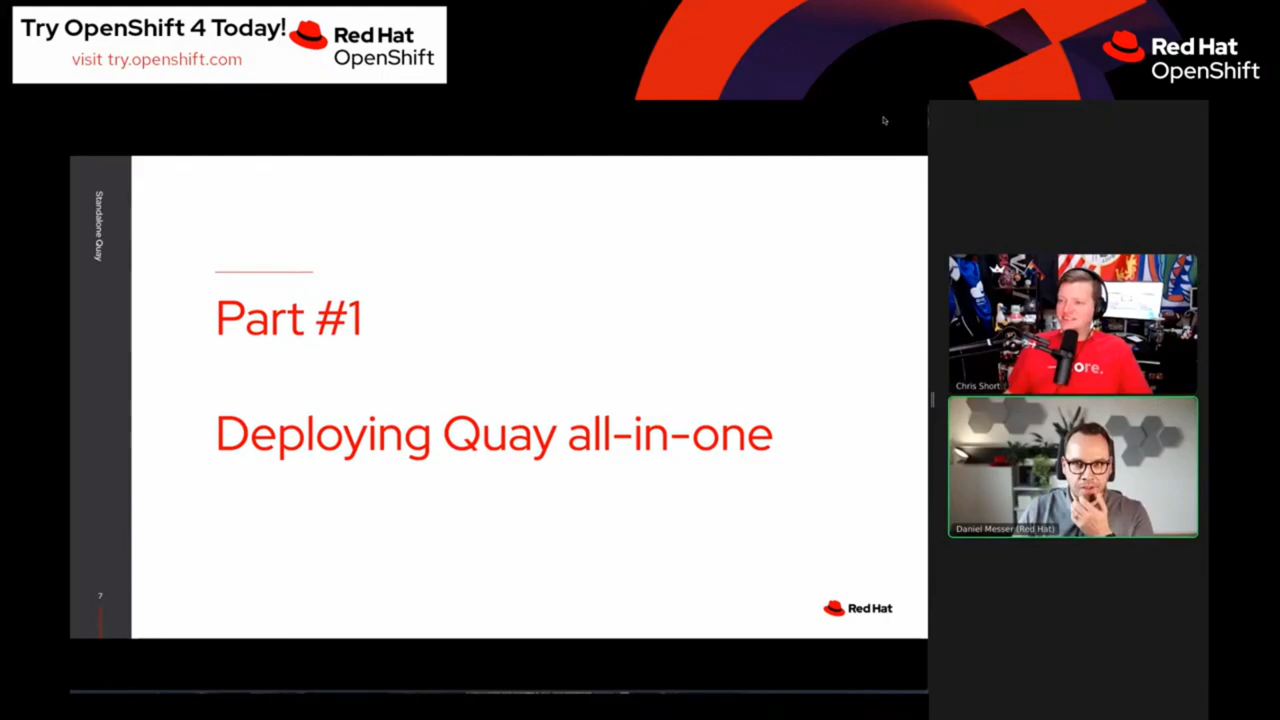 Try OpenShift 4 Today!
visit try.openshift.com
Red Hat
OpenShift
Red Hat
OpenShift
Standalone Quay
Part #1
Deploying Quay all-in-one
7
Red Hat
Chris Short
ore.
Daniel Messer (Red Hat)